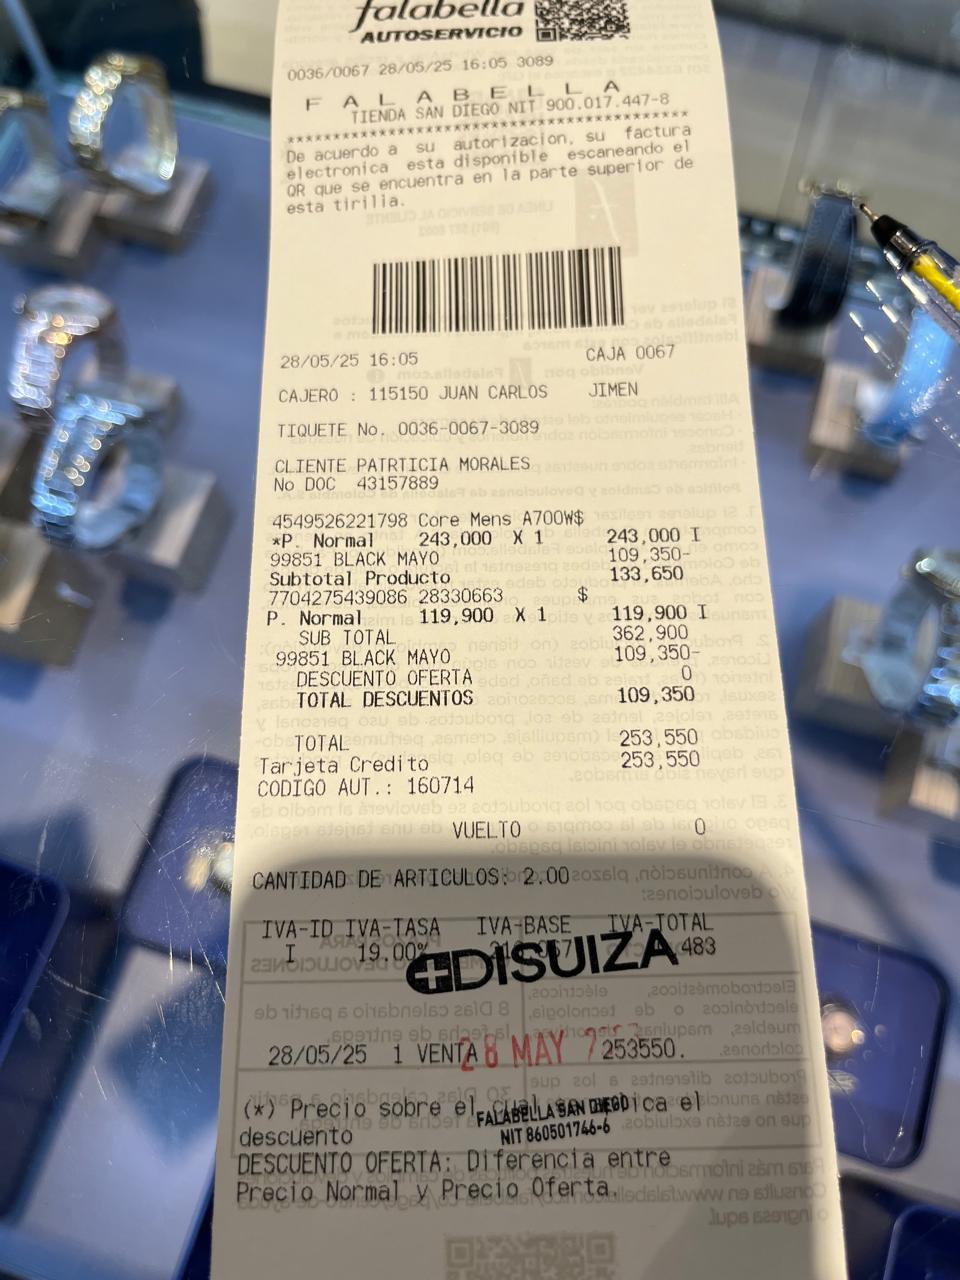 falabella
AUTOSERVICIO
0036/0067 28/05/25 16:05 3089
F A L A B E L L A
TIENDA SAN DIEGO NIT 900.017.447-8
****************************************
De acuerdo a su autorizacion, su factura
electronica esta disponible escaneando el
QR que se encuentra en la parte superior de
esta tirilia.
28/05/25 16:05 CAJA 0067
CAJERO : 115150 JUAN CARLOS JIMEN
TIQUETE No. 0036-0067-3089
CLIENTE PATRTICIA MORALES
No DOC 43157889
4549526221798 Core Mens A700W$
*P. Normal 243,000 X 1 243,000 I
99851 BLACK MAYO 109,350-
Subtotal Producto 133,650
7704275439086 28330663 $
P. Normal 119,900 X 1 119,900 I
SUB TOTAL 362,900
99851 BLACK MAYO 109,350-
DESCUENTO OFERTA 0
TOTAL DESCUENTOS 109,350
TOTAL 253,550
Tarjeta Credito 253,550
CODIGO AUT.: 160714
VUELTO 0
CANTIDAD DE ARTICULOS: 2.00
IVA-ID IVA-TASA IVA-BASE IVA-TOTAL
I 19.00% 483
DISUIZA
28/05/25 1 VENTA 253550.
28 MAY
(*) Precio sobre el cual se aplica el
FALABELLA SAN DIEGO
descuento
NIT 860501746-6
DESCUENTO OFERTA: Diferencia entre
Precio Normal y Precio Oferta.